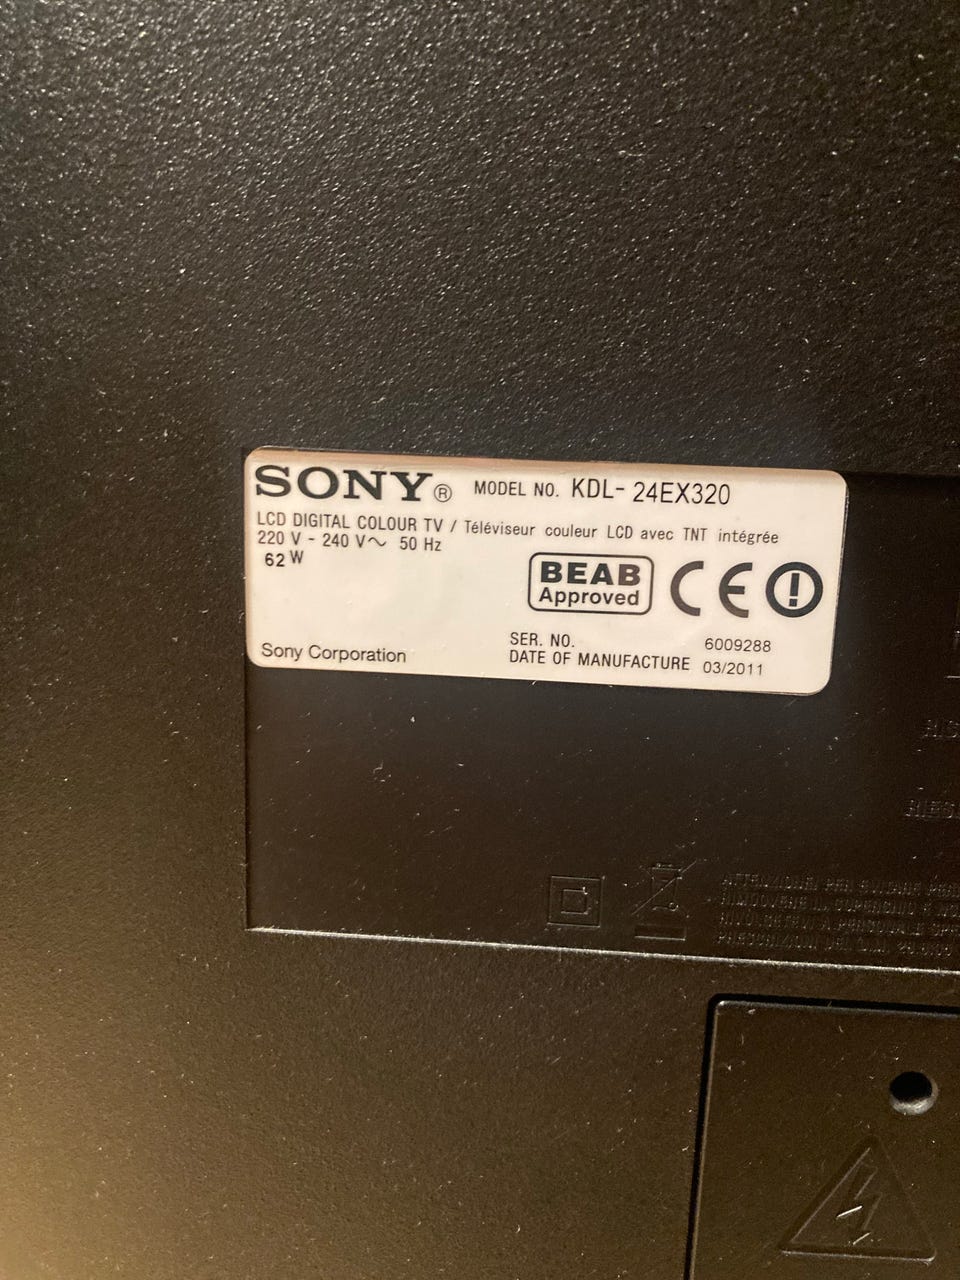 SONY® MODEL NO. KDL- 24EX320
LCD DIGITAL COLOUR TV / Téléviseur couleur LCD avec TNT intégrée
220 V - 240 V~ 50 Hz
62 W
BEAB
Approved
CE
SER. NO. 6009288
DATE OF MANUFACTURE 03/2011
Sony Corporation